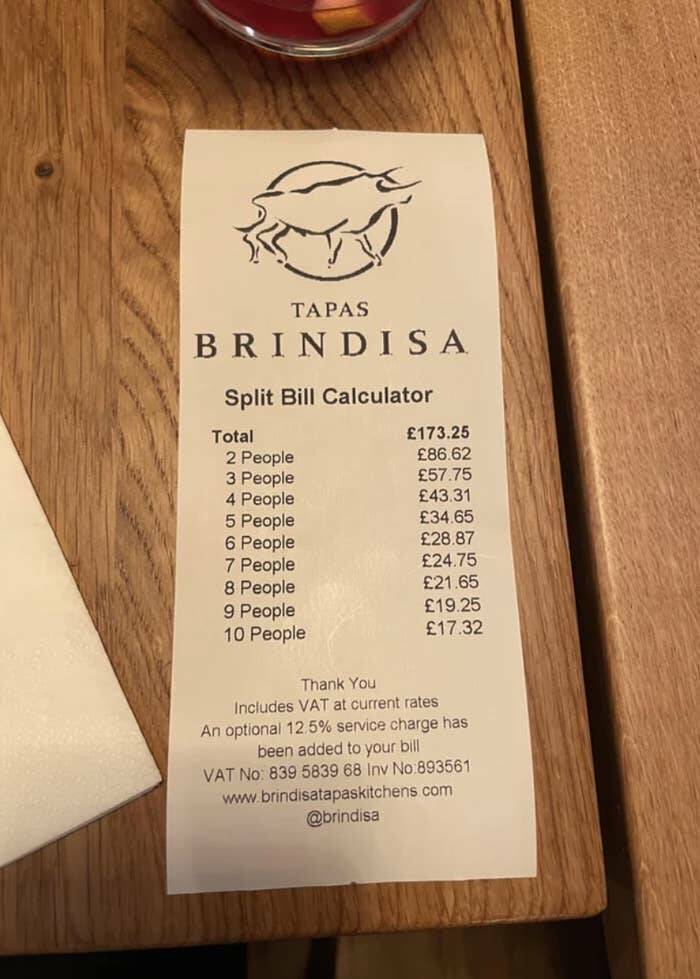 TAPAS
BRINDISA
Split Bill Calculator
Total £173.25
2 People £86.62
3 People £57.75
4 People £43.31
5 People £34.65
6 People £28.87
7 People £24.75
8 People £21.65
9 People £19.25
10 People £17.32
Thank You
Includes VAT at current rates
An optional 12.5% service charge has
been added to your bill
VAT No: 839 5839 68 Inv No:893561
www.brindisatapaskitchens.com
@brindisa